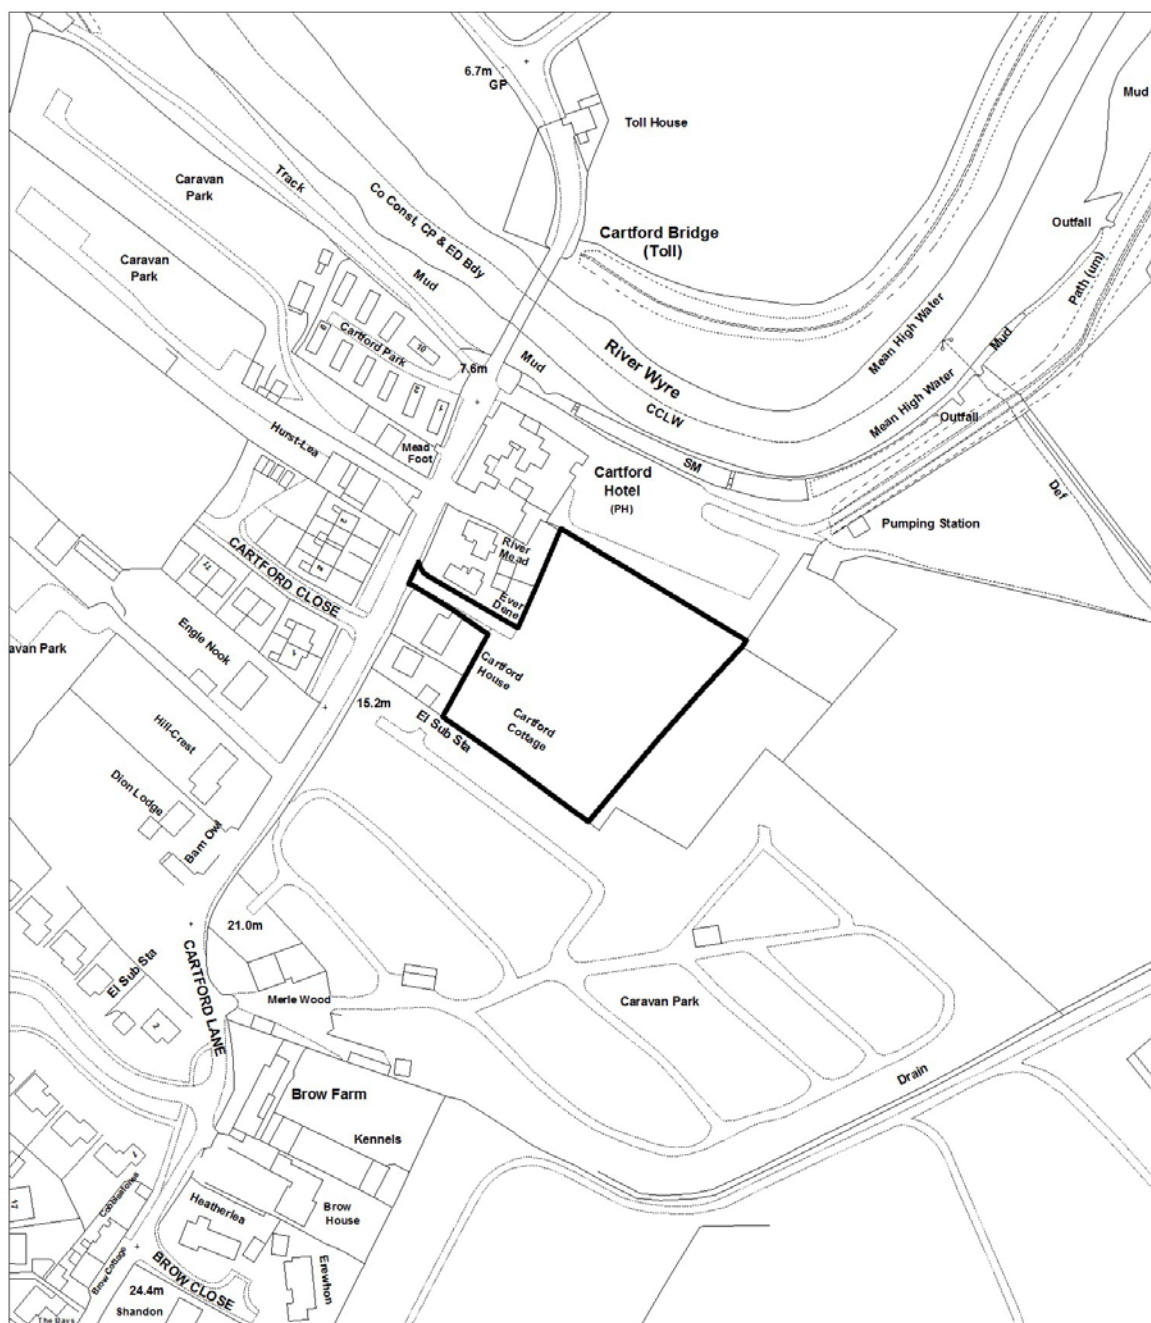 6.7m
GP
Toll House
Mud
Caravan
Park
Track
Co Const, CP & ED Bdy
Outfall
Cartford Bridge
(Toll)
Caravan
Park
Mud
Path (um)
Mean High Water
River Wyre
Cartford Park
10
7.6m
Mud
Mud
CCLW
Mean High Water
Outfall
1
Hurst-Lea
Mead
Foot
SM
Cartford
Hotel
(PH)
Def
Pumping Station
River
Mead
CARTFORD CLOSE
11
Ever
Dene
Engle Nook
avan Park
Cartford
House
15.2m
El Sub Sta
Cartford
Cottage
Hill-Crest
Dion Lodge
Barn Owl
21.0m
El Sub Sta
CARTFORD LANE
2
Merle Wood
Caravan Park
Drain
Brow Farm
Kennels
Cobblestones
17
Heatherlea
Brow
House
Brow Cottage
BROW CLOSE
Erewhon
24.4m
Shandon
The Bays